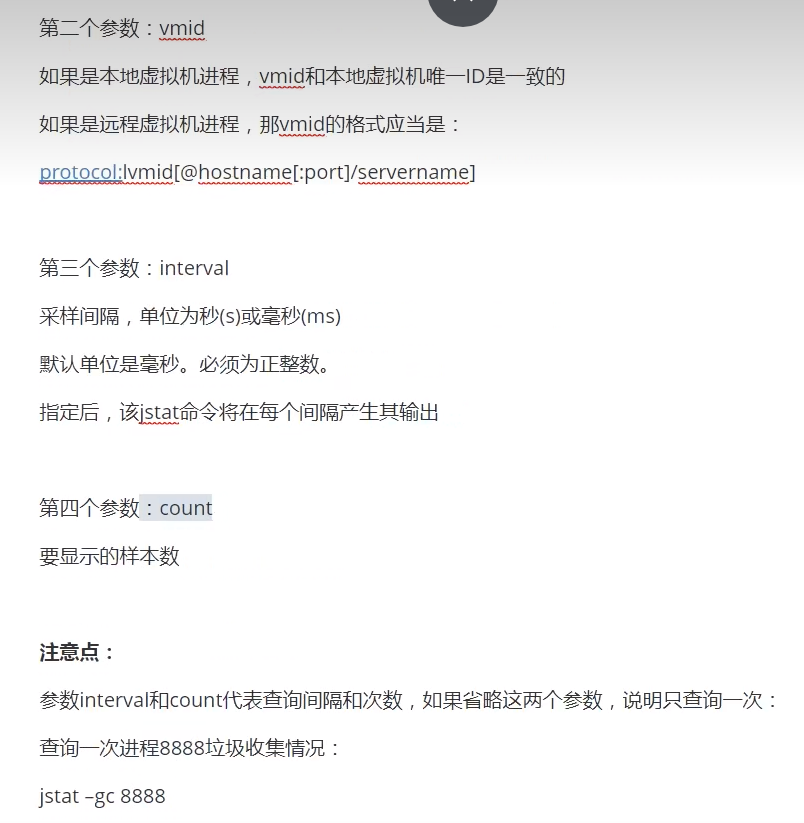 第二个参数：vmid
如果是本地虚拟机进程，vmid和本地虚拟机唯一ID是一致的
如果是远程虚拟机进程，那vmid的格式应当是：
protocol:lvmid[@hostname[:port]/servername]
第三个参数：interval
采样间隔，单位为秒(s)或毫秒(ms)
默认单位是毫秒。必须为正整数。
指定后，该jstat命令将在每个间隔产生其输出
第四个参数：count
要显示的样本数
注意点：
参数interval和count代表查询间隔和次数，如果省略这两个参数，说明只查询一次：
查询一次进程8888垃圾收集情况：
jstat –gc 8888